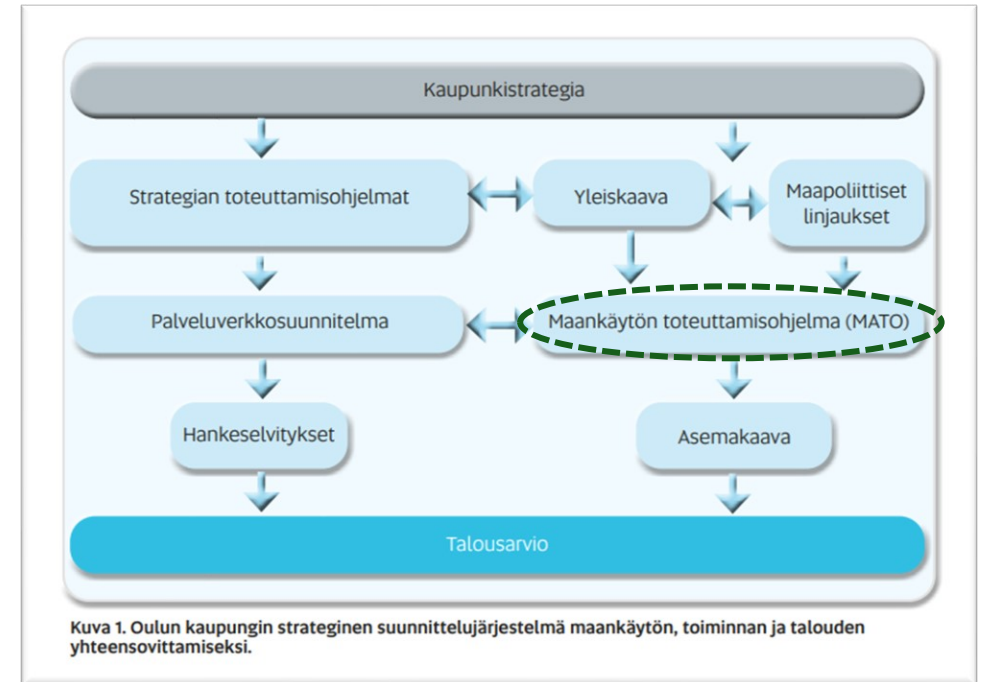 Kaupunkistrategia
Strategian toteuttamisohjelmat
Yleiskaava
Maapoliittiset
linjaukset
Palveluverkkosuunnitelma
Maankäytön toteuttamisohjelma (MATO)
Hankeselvitykset
Asemakaava
Talousarvio
Kuva 1. Oulun kaupungin strateginen suunnittelujärjestelmä maankäytön, toiminnan ja talouden
yhteensovittamiseksi.